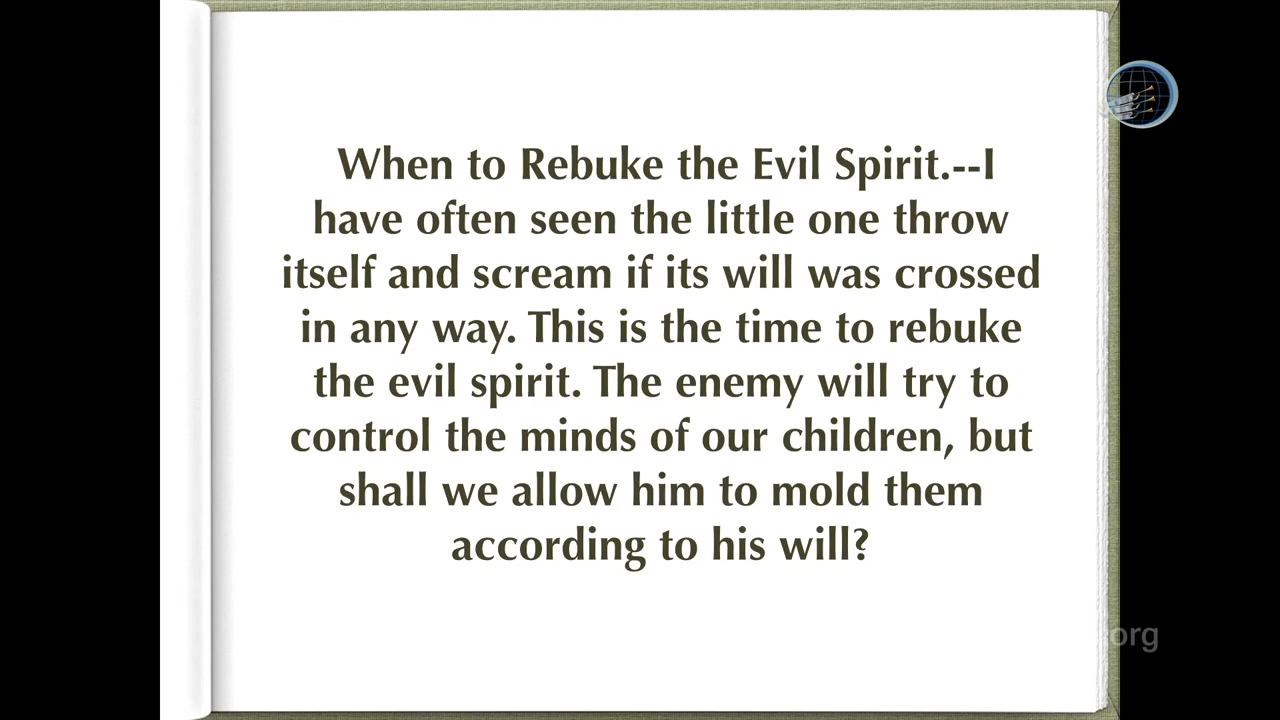 When to Rebuke the Evil Spirit.--I
have often seen the little one throw
itself and scream if its will was crossed
in any way. This is the time to rebuke
the evil spirit. The enemy will try to
control the minds of our children, but
shall we allow him to mold them
according to his will?
org